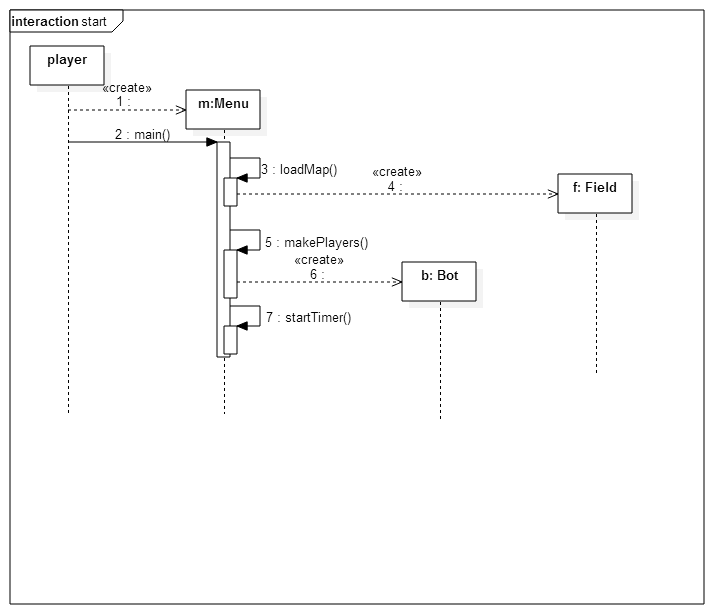 interaction start
player
«create»
1 :
m:Menu
2 : main()
3 : loadMap()
«create»
4 :
f: Field
5 : makePlayers()
«create»
6 :
b: Bot
7 : startTimer()